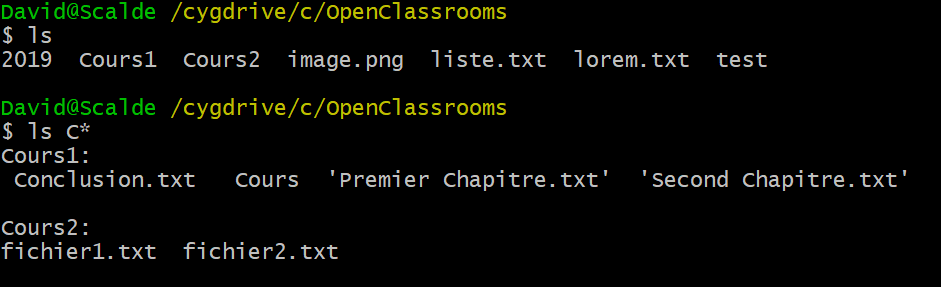 David@Scalde /cygdrive/c/OpenClassrooms
$ ls
2019  Cours1  Cours2  image.png  liste.txt  lorem.txt  test
David@Scalde /cygdrive/c/OpenClassrooms
$ ls C*
Cours1:
 Conclusion.txt   Cours  'Premier Chapitre.txt'  'Second Chapitre.txt'
Cours2:
fichier1.txt  fichier2.txt